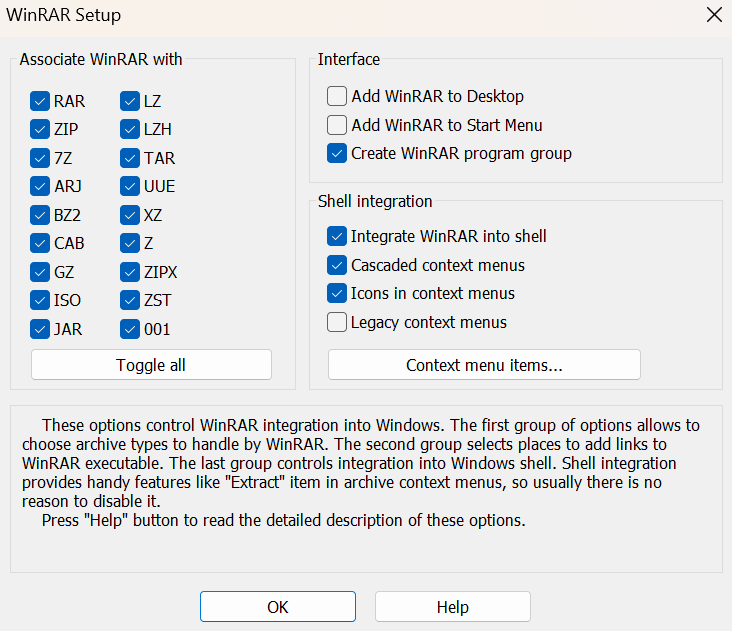 WinRAR Setup
Associate WinRAR with
RAR
LZ
ZIP
LZH
7Z
TAR
ARJ
UUE
BZ2
XZ
CAB
Z
GZ
ZIPX
ISO
ZST
JAR
001
Toggle all
Interface
Add WinRAR to Desktop
Add WinRAR to Start Menu
Create WinRAR program group
Shell integration
Integrate WinRAR into shell
Cascaded context menus
Icons in context menus
Legacy context menus
Context menu items...
These options control WinRAR integration into Windows. The first group of options allows to
choose archive types to handle by WinRAR. The second group selects places to add links to
WinRAR executable. The last group controls integration into Windows shell. Shell integration
provides handy features like "Extract" item in archive context menus, so usually there is no
reason to disable it.
Press "Help" button to read the detailed description of these options.
OK
Help